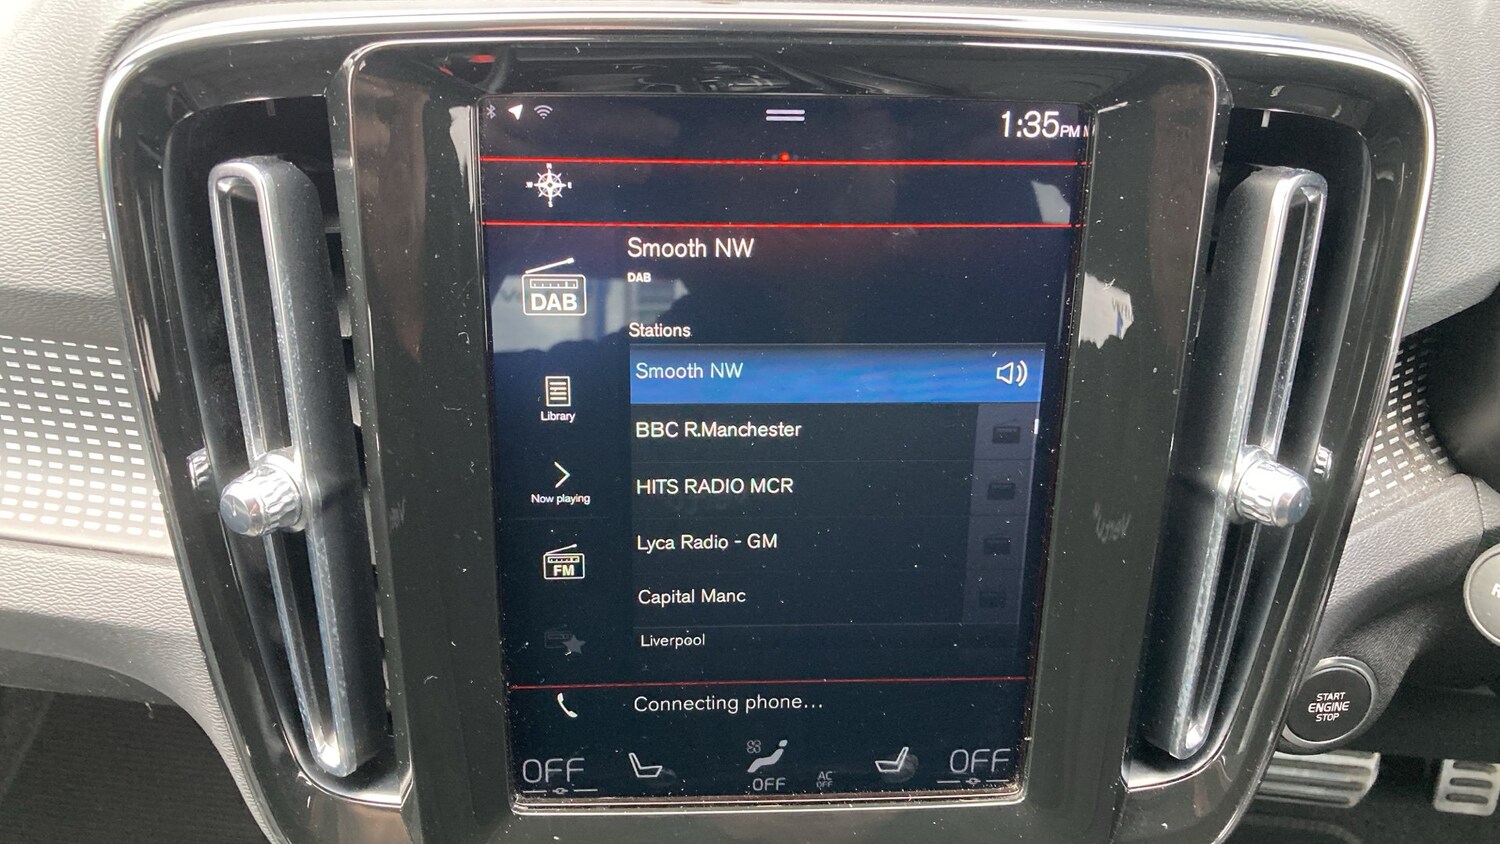 1:35PM
Smooth NW
DAB
DAB
Stations
Smooth NW
BBC R.Manchester
Library
HITS RADIO MCR
Now playing
Lyca Radio - GM
FM
Capital Manc
Liverpool
Connecting phone...
OFF
OFF
AC
OFF
OFF
START
ENGINE
STOP